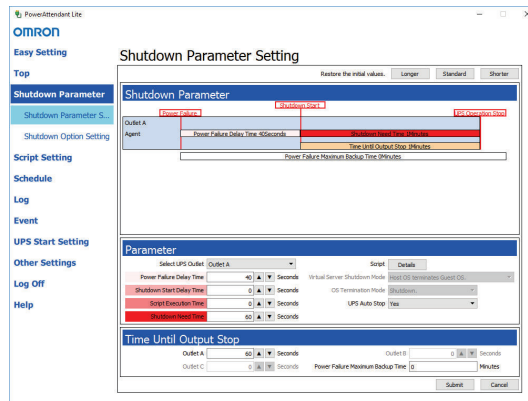 PowerAttendant Lite
OMRON
Easy Setting
Top
Shutdown Parameter
Shutdown Parameter S...
Shutdown Option Setting
Script Setting
Schedule
Log
Event
UPS Start Setting
Other Settings
Log Off
Help
Shutdown Parameter Setting
Restore the initial values. Longer Standard Shorter
Shutdown Parameter
Shutdown Start
Power Failure UPS Operation Stop
Outlet A
Agent Power Failure Delay Time 40Seconds Shutdown Need Time 1Minutes
Time Until Output Stop 1Minutes
Power Failure Maximum Backup Time 0Minutes
Parameter
Select UPS Outlet Outlet A Script Details
Power Failure Delay Time 40 Seconds Virtual Server Shutdown Mode Host OS terminates Guest OS.
Shutdown Start Delay Time 0 Seconds OS Termination Mode Shutdown.
Script Execution Time 0 Seconds UPS Auto Stop Yes
Shutdown Need Time 60 Seconds
Time Until Output Stop
Outlet A 60 Seconds Outlet B 0 Seconds
Outlet C 0 Seconds Power Failure Maximum Backup Time 0 Minutes
Submit Cancel